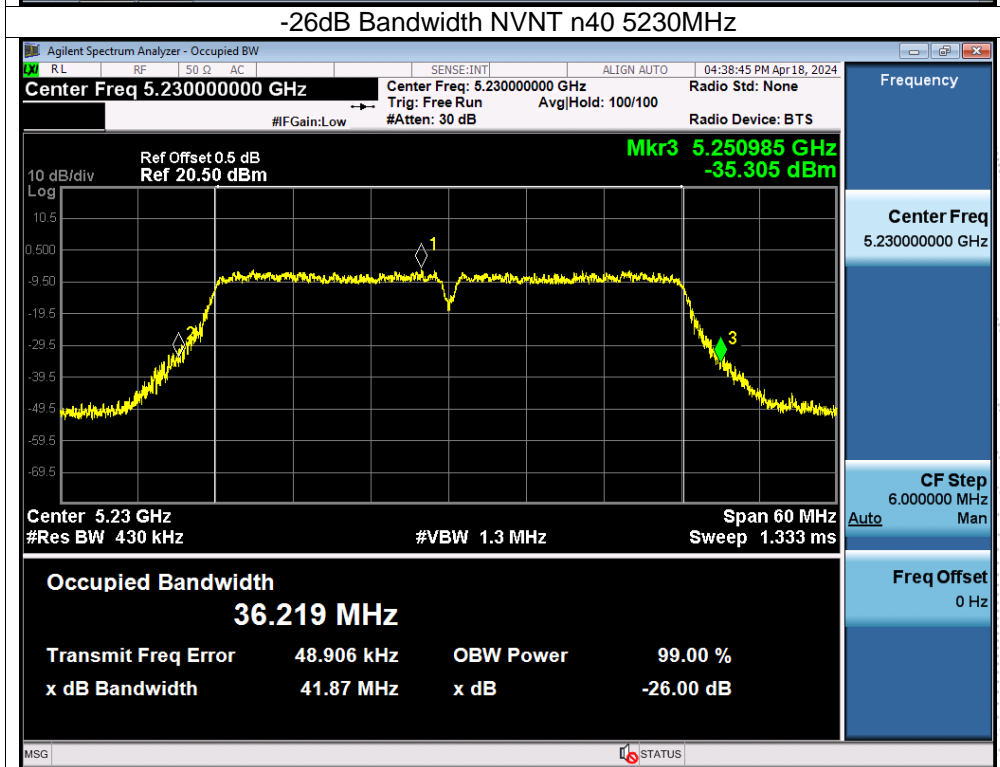 -26dB Bandwidth NVNT n40 5230MHz
Agilent Spectrum Analyzer - Occupied BW
LXI RL RF 50 Ω AC SENSE:INT ALIGN AUTO 04:38:45 PM Apr 18, 2024
Center Freq 5.230000000 GHz Center Freq: 5.230000000 GHz Radio Std: None
Trig: Free Run Avg|Hold: 100/100
#IFGain:Low #Atten: 30 dB Radio Device: BTS
Frequency
Ref Offset 0.5 dB Mkr3 5.250985 GHz
10 dB/div Ref 20.50 dBm -35.305 dBm
Log
10.5
0.500
-9.50
-19.5
-29.5
-39.5
-49.5
-59.5
-69.5
1
2
3
Center 5.23 GHz Span 60 MHz
#Res BW 430 kHz #VBW 1.3 MHz Sweep 1.333 ms
Center Freq
5.230000000 GHz
CF Step
6.000000 MHz
Auto Man
Freq Offset
0 Hz
Occupied Bandwidth
36.219 MHz
Transmit Freq Error 48.906 kHz OBW Power 99.00 %
x dB Bandwidth 41.87 MHz x dB -26.00 dB
MSG STATUS